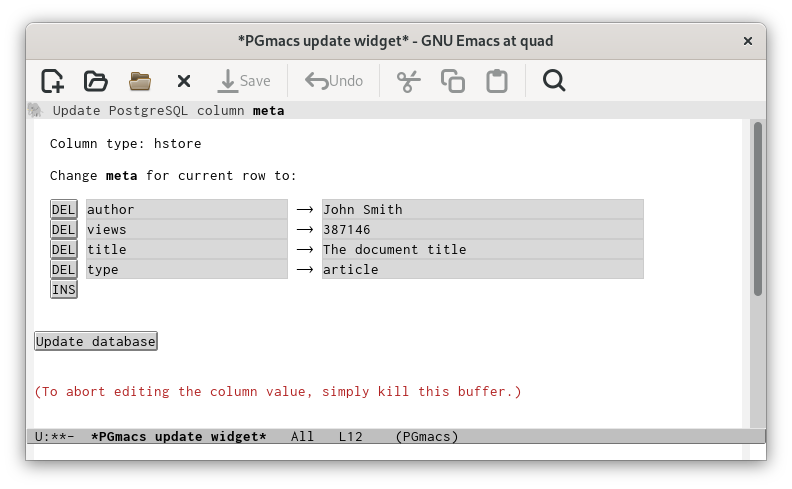 *PGmacs update widget* - GNU Emacs at quad
Save Undo
Update PostgreSQL column meta
Column type: hstore
Change meta for current row to:
DEL author → John Smith
DEL views → 387146
DEL title → The document title
DEL type → article
INS
Update database
(To abort editing the column value, simply kill this buffer.)
U:**- *PGmacs update widget* All L12 (PGmacs)